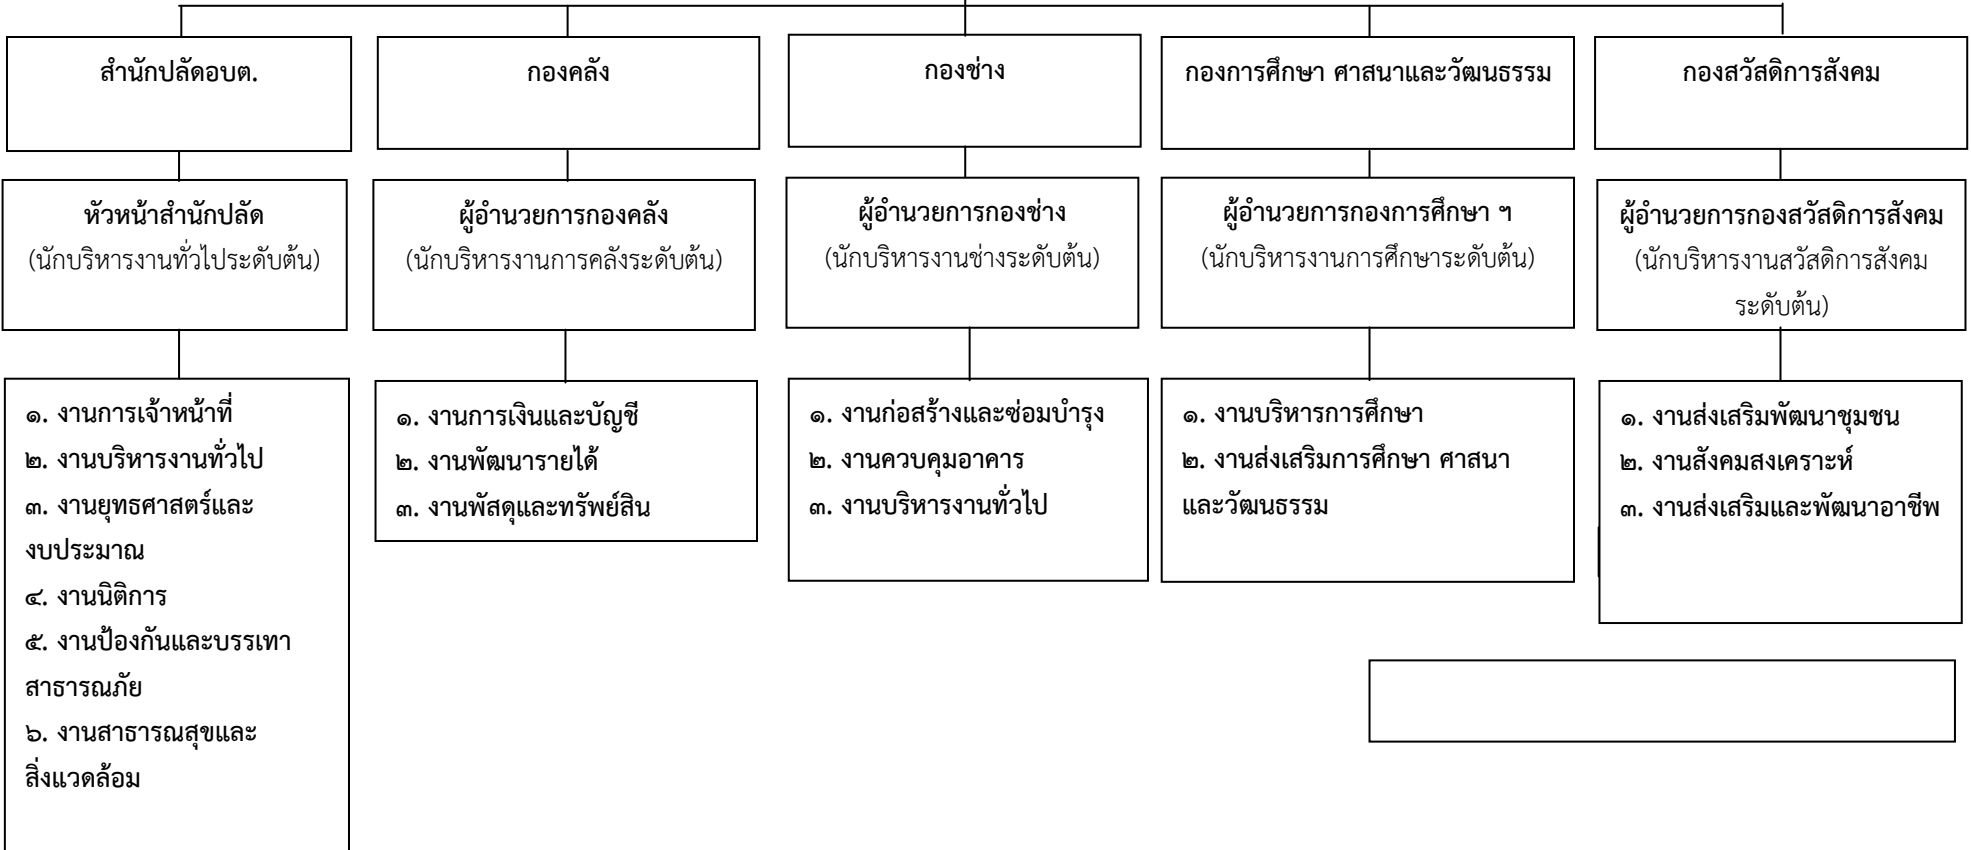 สำนักปลัดอบต.
กองคลัง
กองช่าง
กองการศึกษา ศาสนาและวัฒนธรรม
กองสวัสดิการสังคม
หัวหน้าสำนักปลัด
(นักบริหารงานทั่วไประดับต้น)
ผู้อำนวยการกองคลัง
(นักบริหารงานการคลังระดับต้น)
ผู้อำนวยการกองช่าง
(นักบริหารงานช่างระดับต้น)
ผู้อำนวยการกองการศึกษา ฯ
(นักบริหารงานการศึกษาระดับต้น)
ผู้อำนวยการกองสวัสดิการสังคม
(นักบริหารงานสวัสดิการสังคม
ระดับต้น)
๑. งานการเจ้าหน้าที่
๒. งานบริหารงานทั่วไป
๓. งานยุทธศาสตร์และ
งบประมาณ
๔. งานนิติการ
๕. งานป้องกันและบรรเทา
สาธารณภัย
๖. งานสาธารณสุขและ
สิ่งแวดล้อม
๑. งานการเงินและบัญชี
๒. งานพัฒนารายได้
๓. งานพัสดุและทรัพย์สิน
๑. งานก่อสร้างและซ่อมบำรุง
๒. งานควบคุมอาคาร
๓. งานบริหารงานทั่วไป
๑. งานบริหารการศึกษา
๒. งานส่งเสริมการศึกษา ศาสนา
และวัฒนธรรม
๑. งานส่งเสริมพัฒนาชุมชน
๒. งานสังคมสงเคราะห์
๓. งานส่งเสริมและพัฒนาอาชีพ